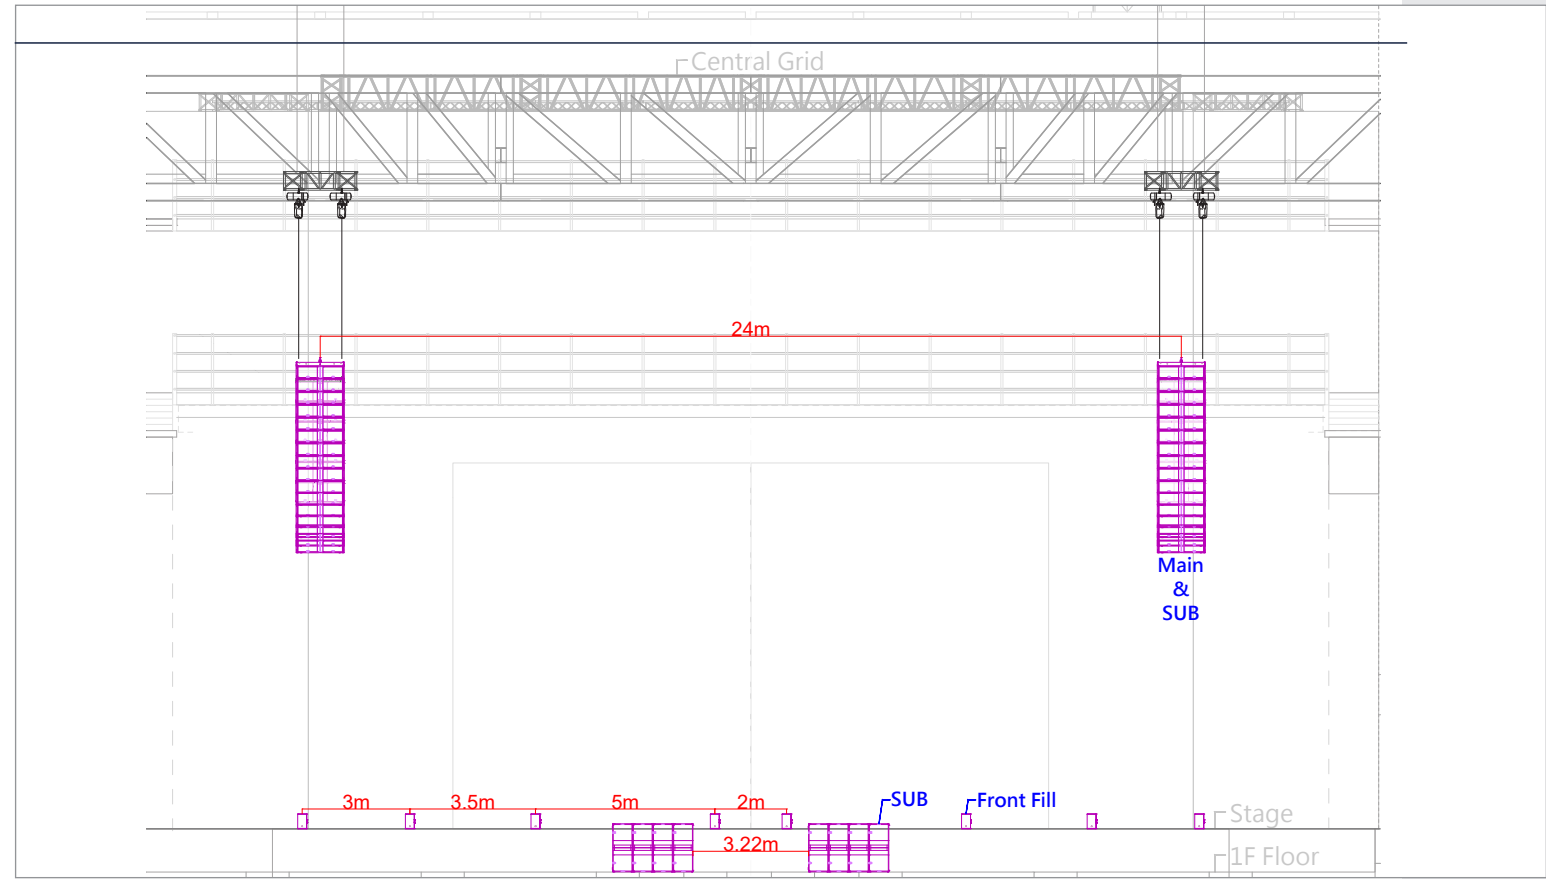 Central Grid
24m
Main
&
SUB
3m
3.5m
5m
2m
SUB
Front Fill
Stage
3.22m
1F Floor